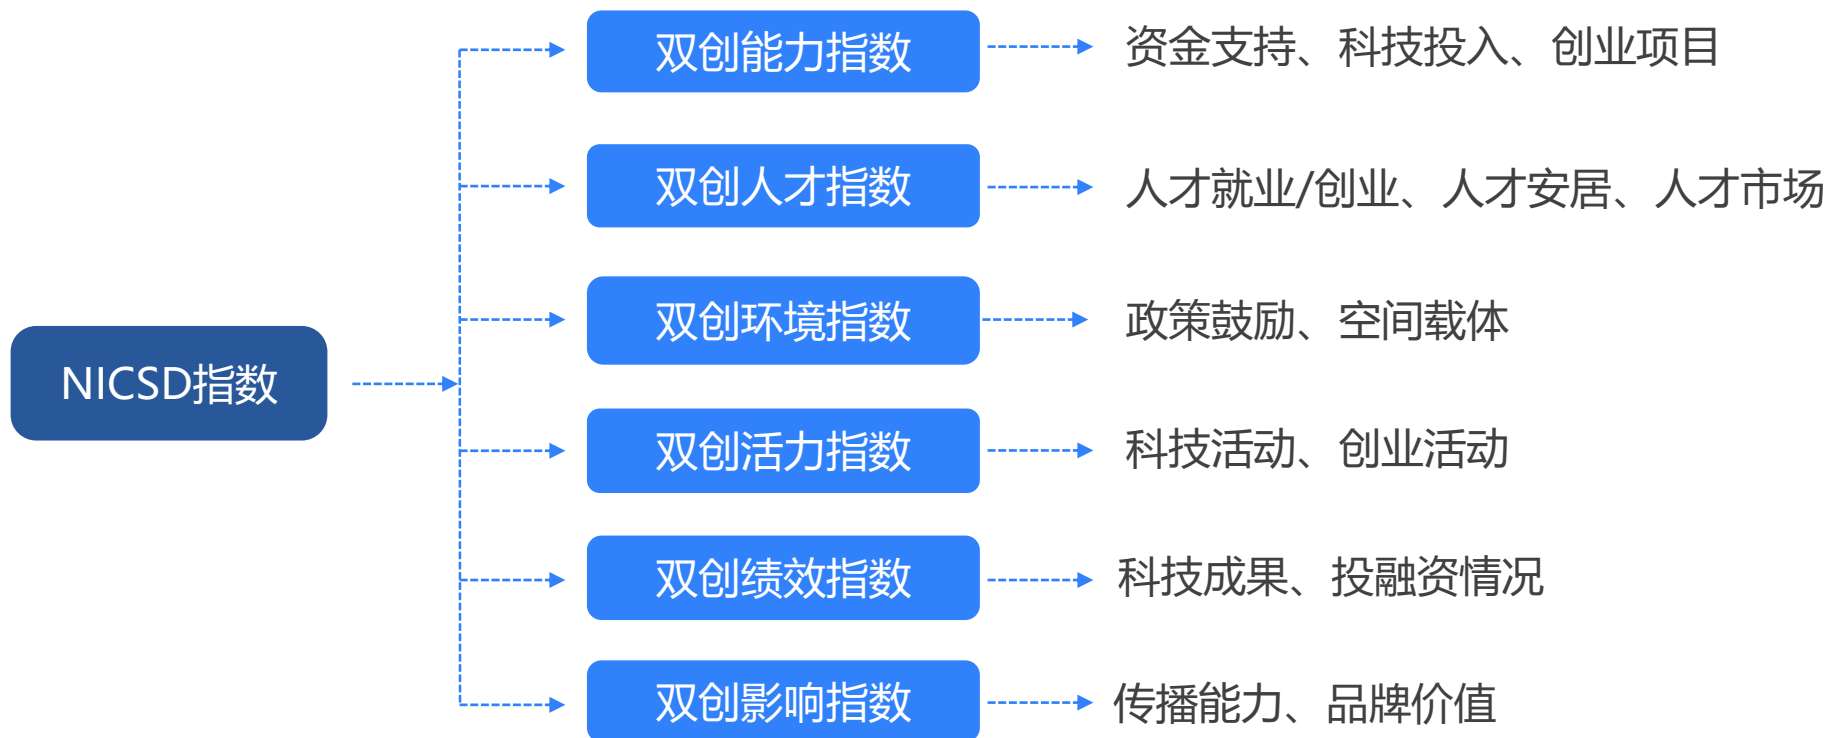 双创能力指数
资金支持、科技投入、创业项目
双创人才指数
人才就业/创业、人才安居、人才市场
双创环境指数
政策鼓励、空间载体
NICSD指数
双创活力指数
科技活动、创业活动
双创绩效指数
科技成果、投融资情况
双创影响指数
传播能力、品牌价值